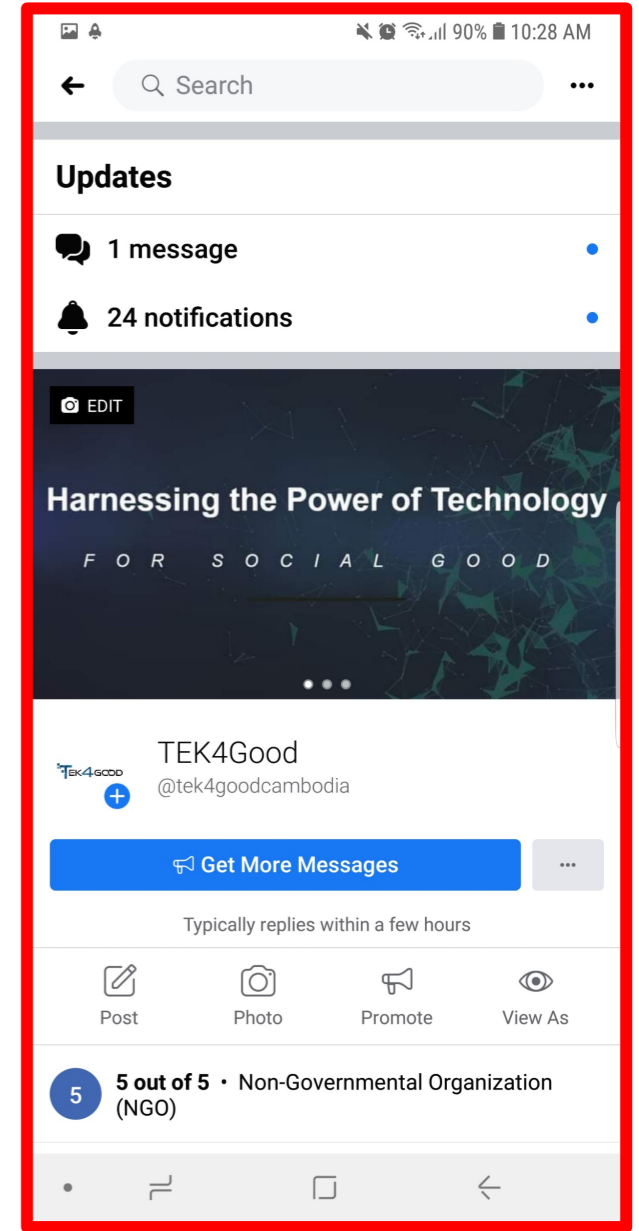 90% 10:28 AM
Search
Updates
1 message
24 notifications
EDIT
Harnessing the Power of Technology
FOR SOCIAL GOOD
TEK4GOOD
TEK4Good
@tek4goodcambodia
Get More Messages
Typically replies within a few hours
Post Photo Promote View As
5
5 out of 5 · Non-Governmental Organization
(NGO)